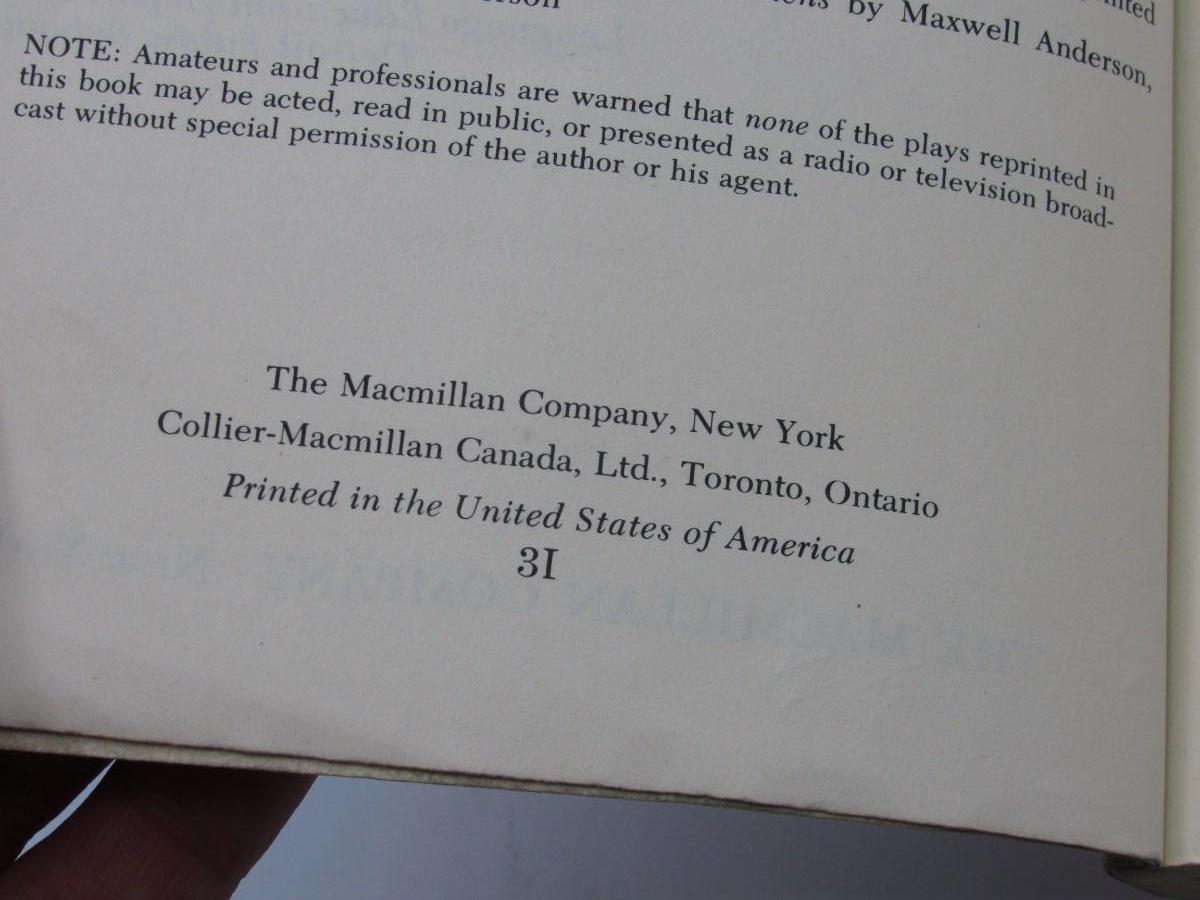 by Maxwell Anderson,
NOTE: Amateurs and professionals are warned that none of the plays reprinted in
this book may be acted, read in public, or presented as a radio or television broad-
cast without special permission of the author or his agent.
The Macmillan Company, New York
Collier-Macmillan Canada, Ltd., Toronto, Ontario
Printed in the United States of America
3I